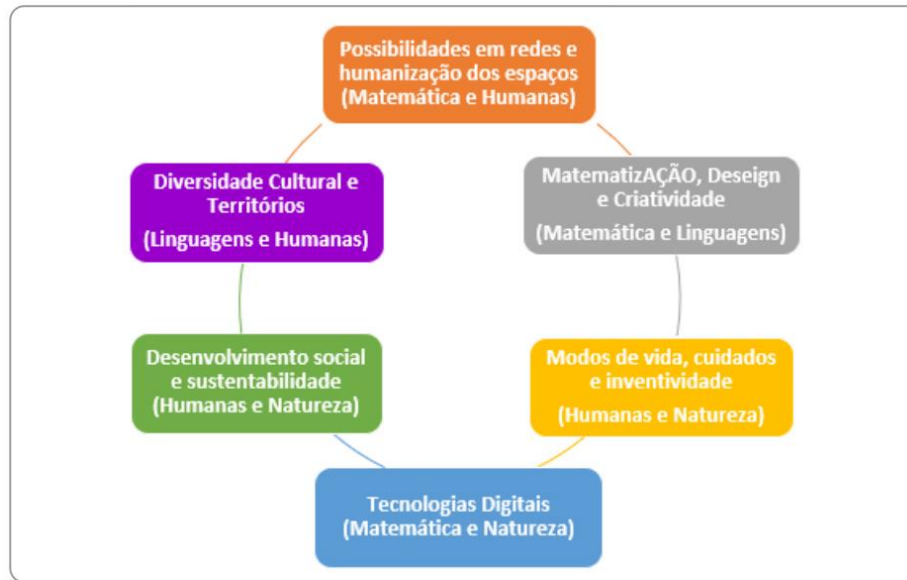 Possibilidades em redes e
humanização dos espaços
(Matemática e Humanas)
Diversidade Cultural e
Territórios
(Linguagens e Humanas)
MatematizAÇÃO, Deseign
e Criatividade
(Matemática e Linguagens)
Desenvolvimento social
e sustentabilidade
(Humanas e Natureza)
Modos de vida, cuidados
e inventividade
(Humanas e Natureza)
Tecnologias Digitais
(Matemática e Natureza)